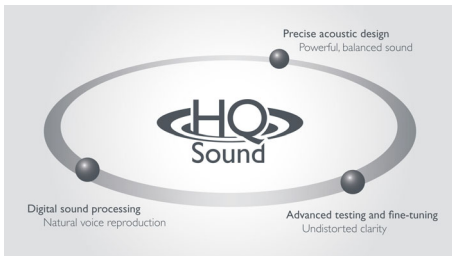 Precise acoustic design
Powerful, balanced sound
HQ
Sound
Digital sound processing
Natural voice reproduction
Advanced testing and fine-tuning
Undistorted clarity